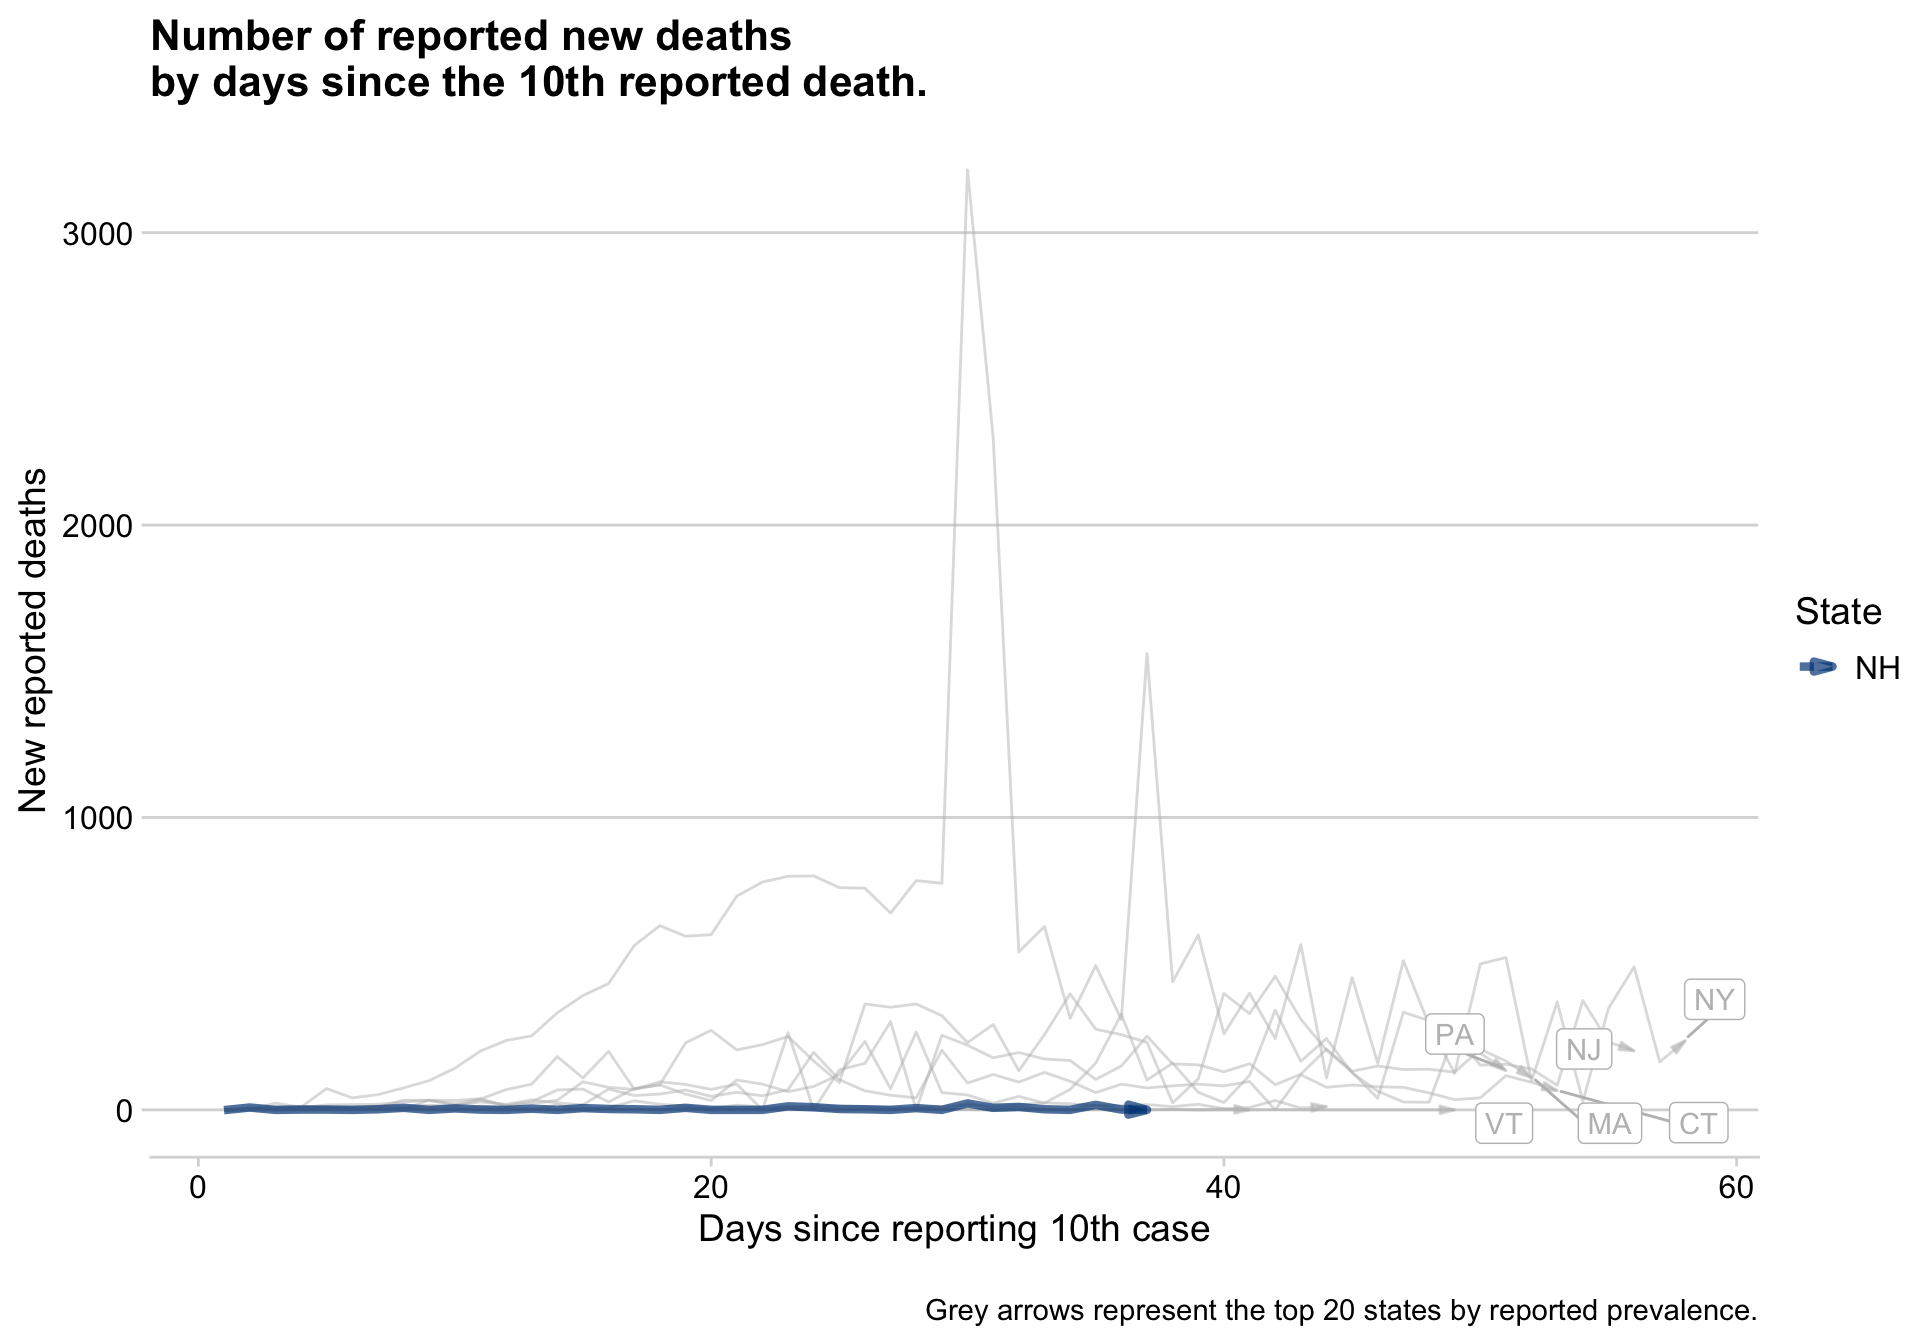 Number of reported new deaths
by days since the 10th reported death.
New reported deaths
3000
2000
1000
0
NY
PA
NJ
VT
MA
CT
State
NH
0
20
40
60
Days since reporting 10th case
Grey arrows represent the top 20 states by reported prevalence.